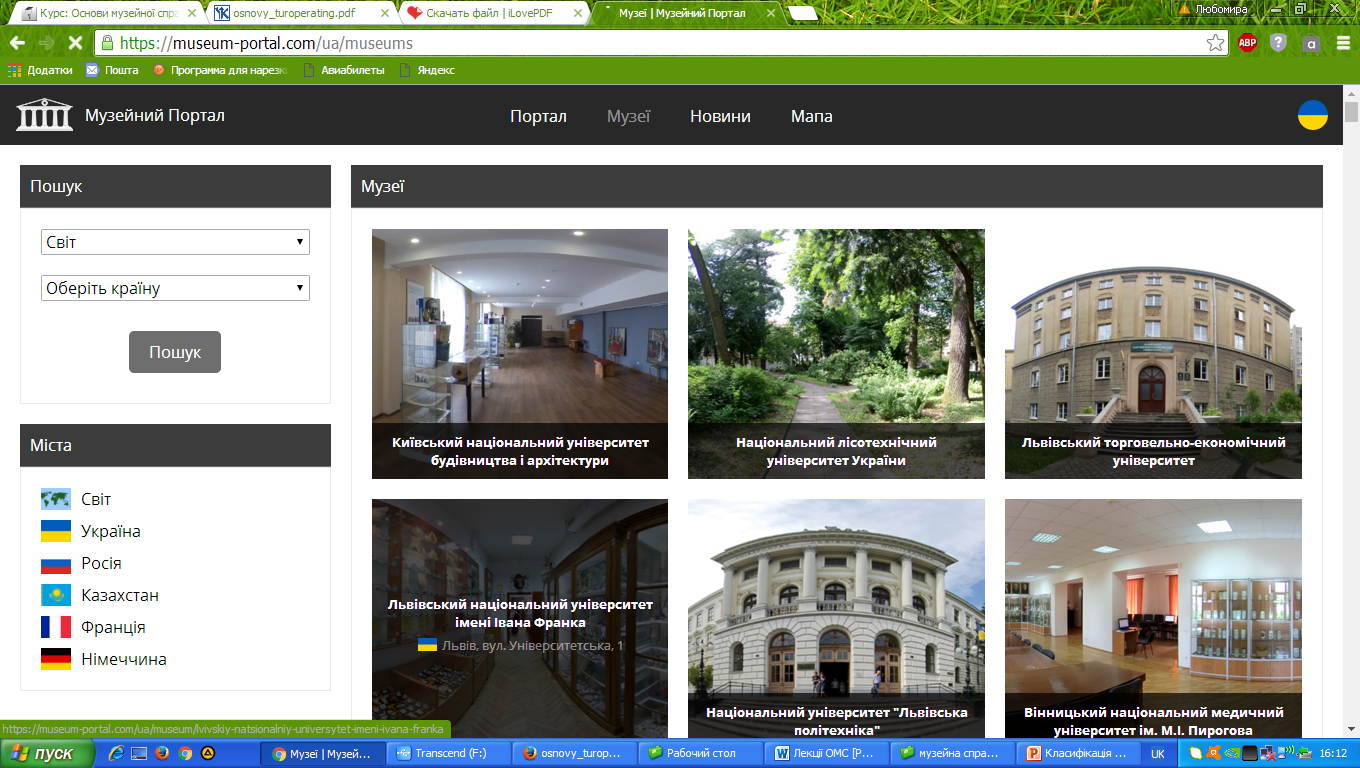 Курс: Основи музейної спра
osnovy_turoperating.pdf
Скачать файл | iLovePDF
Музеї | Музейний Портал
Любомира
https://museum-portal.com/ua/museums
ABP
a
Додатки
Пошта
Программа для нарезк
Авиабилеты
Яндекс
Музейний Портал
Портал
Музеї
Новини
Мапа
Пошук
Світ
Оберіть країну
Пошук
Міста
Світ
Україна
Росія
Казахстан
Франція
Німеччина
Музеї
Київський національний університет
будівництва і архітектури
Національний лісотехнічний
університет України
Львівський торговельно-економічний
університет
Львівський національний університет
імені Івана Франка
Львів, вул. Університетська, 1
Національний університет "Львівська
політехніка"
Вінницький національний медичний
університет ім. М.І. Пирогова
https://museum-portal.com/ua/museum/lvivskiy-natsionalniy-universytet-imeni-ivana-franka
пуск
Музеї | Музей...
Transcend (F:)
osnovy_turop...
Рабочий стол
Лекції ОМС [Р...
музейна спра...
Класифікація ...
UK
16:12